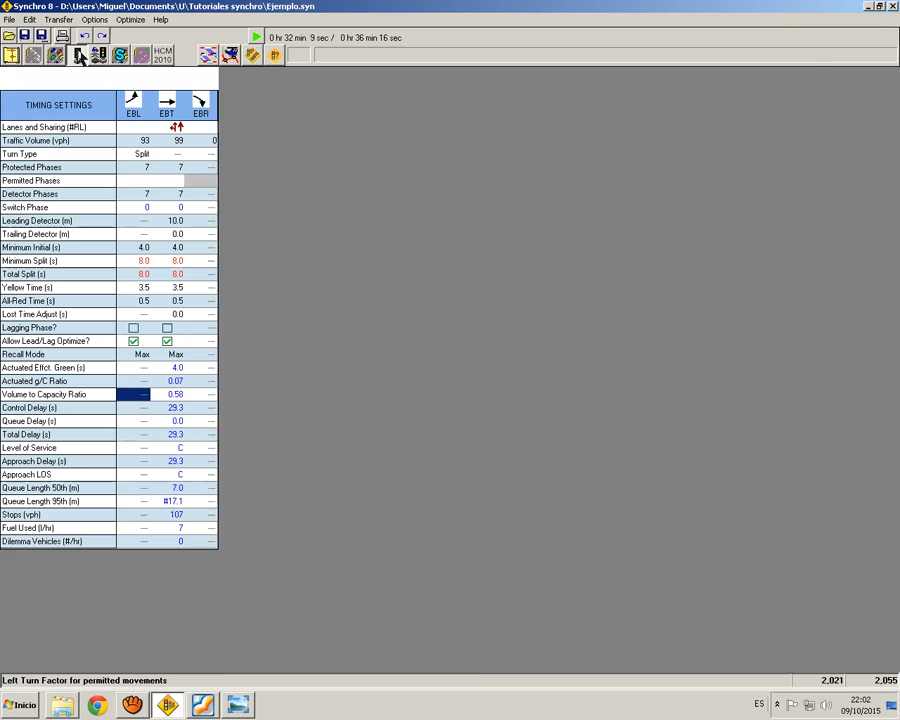 Synchro 8 - D:\Users\Miguel\Documents\U\Tutoriales synchro\Ejemplo.syn
File Edit Transfer Options Optimize Help
0 hr 32 min 9 sec / 0 hr 36 min 16 sec
HCM 2010
TIMING SETTINGS EBL EBT EBR
Lanes and Sharing (#RL)
Traffic Volume (vph) 93 99 0
Turn Type Split —
Protected Phases 7 7 —
Permitted Phases
Detector Phases 7 7 —
Switch Phase 0 0 —
Leading Detector (m) — 10.0 —
Trailing Detector (m) — 0.0 —
Minimum Initial (s) 4.0 4.0 —
Minimum Split (s) 8.0 8.0 —
Total Split (s) 8.0 8.0 —
Yellow Time (s) 3.5 3.5 —
All-Red Time (s) 0.5 0.5 —
Lost Time Adjust (s) — 0.0 —
Lagging Phase? —
Allow Lead/Lag Optimize? —
Recall Mode Max Max —
Actuated Effct. Green (s) — 4.0 —
Actuated g/C Ratio — 0.07 —
Volume to Capacity Ratio — 0.58 —
Control Delay (s) — 29.3 —
Queue Delay (s) — 0.0 —
Total Delay (s) — 29.3 —
Level of Service — C —
Approach Delay (s) — 29.3 —
Approach LOS — C —
Queue Length 50th (m) — 7.0 —
Queue Length 95th (m) — #17.1 —
Stops (vph) — 107 —
Fuel Used (l/hr) — 7 —
Dilemma Vehicles (#/hr) — 0 —
Left Turn Factor for permitted movements 2,021 2,055
Inicio ES 22:02
09/10/2015